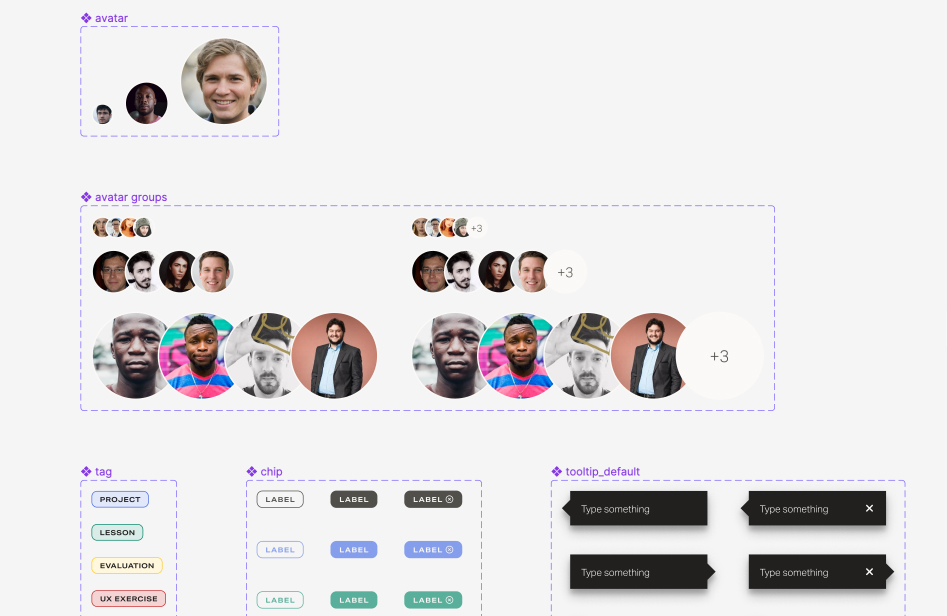 avatar
avatar groups
+3
+3
+3
tag
PROJECT
LESSON
EVALUATION
UX EXERCISE
chip
LABEL LABEL LABEL
LABEL LABEL LABEL
LABEL LABEL LABEL
tooltip_default
Type something Type something
Type something Type something